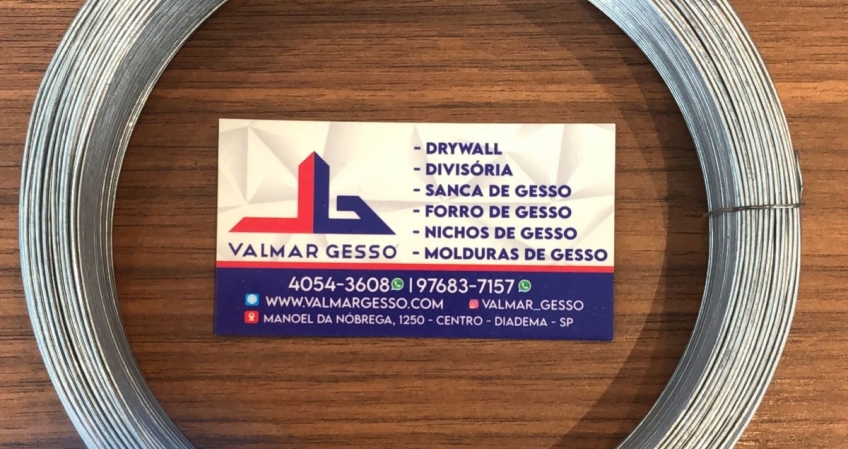 - DRYWALL
- DIVISÓRIA
- SANCA DE GESSO
- FORRO DE GESSO
- NICHOS DE GESSO
- MOLDURAS DE GESSO
VALMAR GESSO
4054-3608 | 97683-7157
WWW.VALMARGESSO.COM VALMAR_GESSO
MANOEL DA NÓBREGA, 1250 - CENTRO - DIADEMA - SP